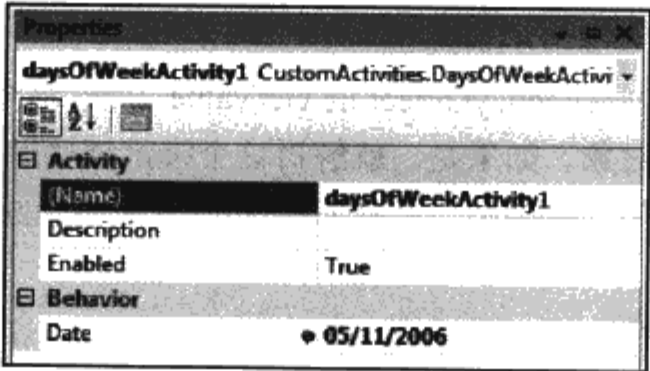 Properties
daysOfWeekActivity1 CustomActivities.DaysOfWeekActivi
Activity
(Name) daysOfWeekActivity1
Description
Enabled True
Behavior
Date 05/11/2006